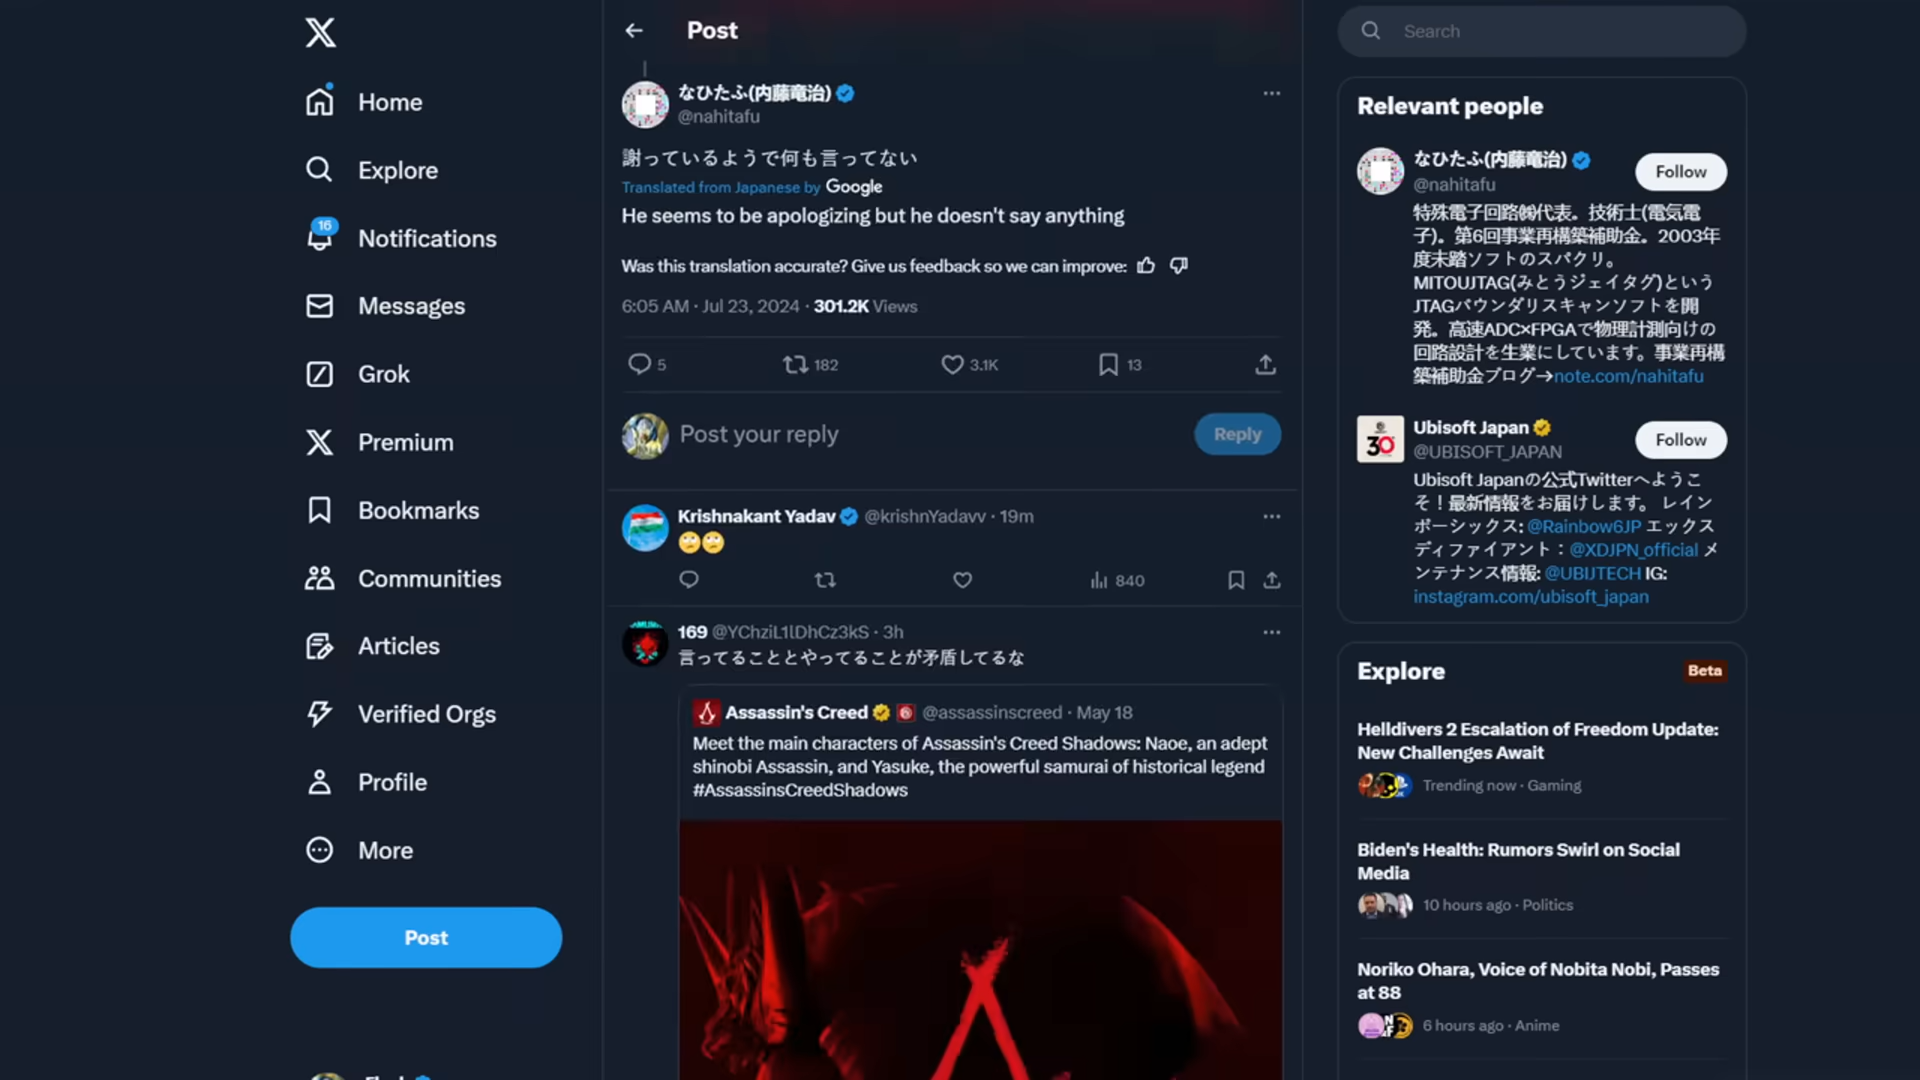 Home
Explore
16
Notifications
Messages
Grok
Premium
Bookmarks
Communities
Articles
Verified Orgs
Profile
More
Post
Post
なひたふ(内藤竜治)
@nahitafu
謝っているようで何も言ってない
Translated from Japanese by Google
He seems to be apologizing but he doesn't say anything
Was this translation accurate? Give us feedback so we can improve:
6:05 AM · Jul 23, 2024 · 301.2K Views
5 182 3.1K 13
Post your reply
Reply
Krishnakant Yadav @krishnYadavv · 19m
🙄🙄
840
169 @YChziL1lDhCz3kS · 3h
言ってることとやってることが矛盾してるな
Assassin's Creed @assassinscreed · May 18
Meet the main characters of Assassin's Creed Shadows: Naoe, an adept
shinobi Assassin, and Yasuke, the powerful samurai of historical legend
#AssassinsCreedShadows
Search
Relevant people
なひたふ(内藤竜治)
@nahitafu
Follow
特殊電子回路㈱代表。技術士(電気電
子)。第6回事業再構築補助金。2003年
度未踏ソフトのスパクリ。
MITOUJTAG(みとうジェイタグ)という
JTAGバウンダリスキャンソフトを開
発。高速ADC×FPGAで物理計測向けの
回路設計を生業にしています。事業再構
築補助金ブログ→note.com/nahitafu
30
Ubisoft Japan
@UBISOFT_JAPAN
Follow
Ubisoft Japanの公式Twitterへようこ
そ！最新情報をお届けします。 レイン
ボーシックス: @Rainbow6JP エックス
ディファイアント：@XDJPN_official メ
ンテナンス情報: @UBIJTECH IG:
instagram.com/ubisoft_japan
Explore
Beta
Helldivers 2 Escalation of Freedom Update:
New Challenges Await
Trending now · Gaming
Biden's Health: Rumors Swirl on Social
Media
10 hours ago · Politics
Noriko Ohara, Voice of Nobita Nobi, Passes
at 88
6 hours ago · Anime